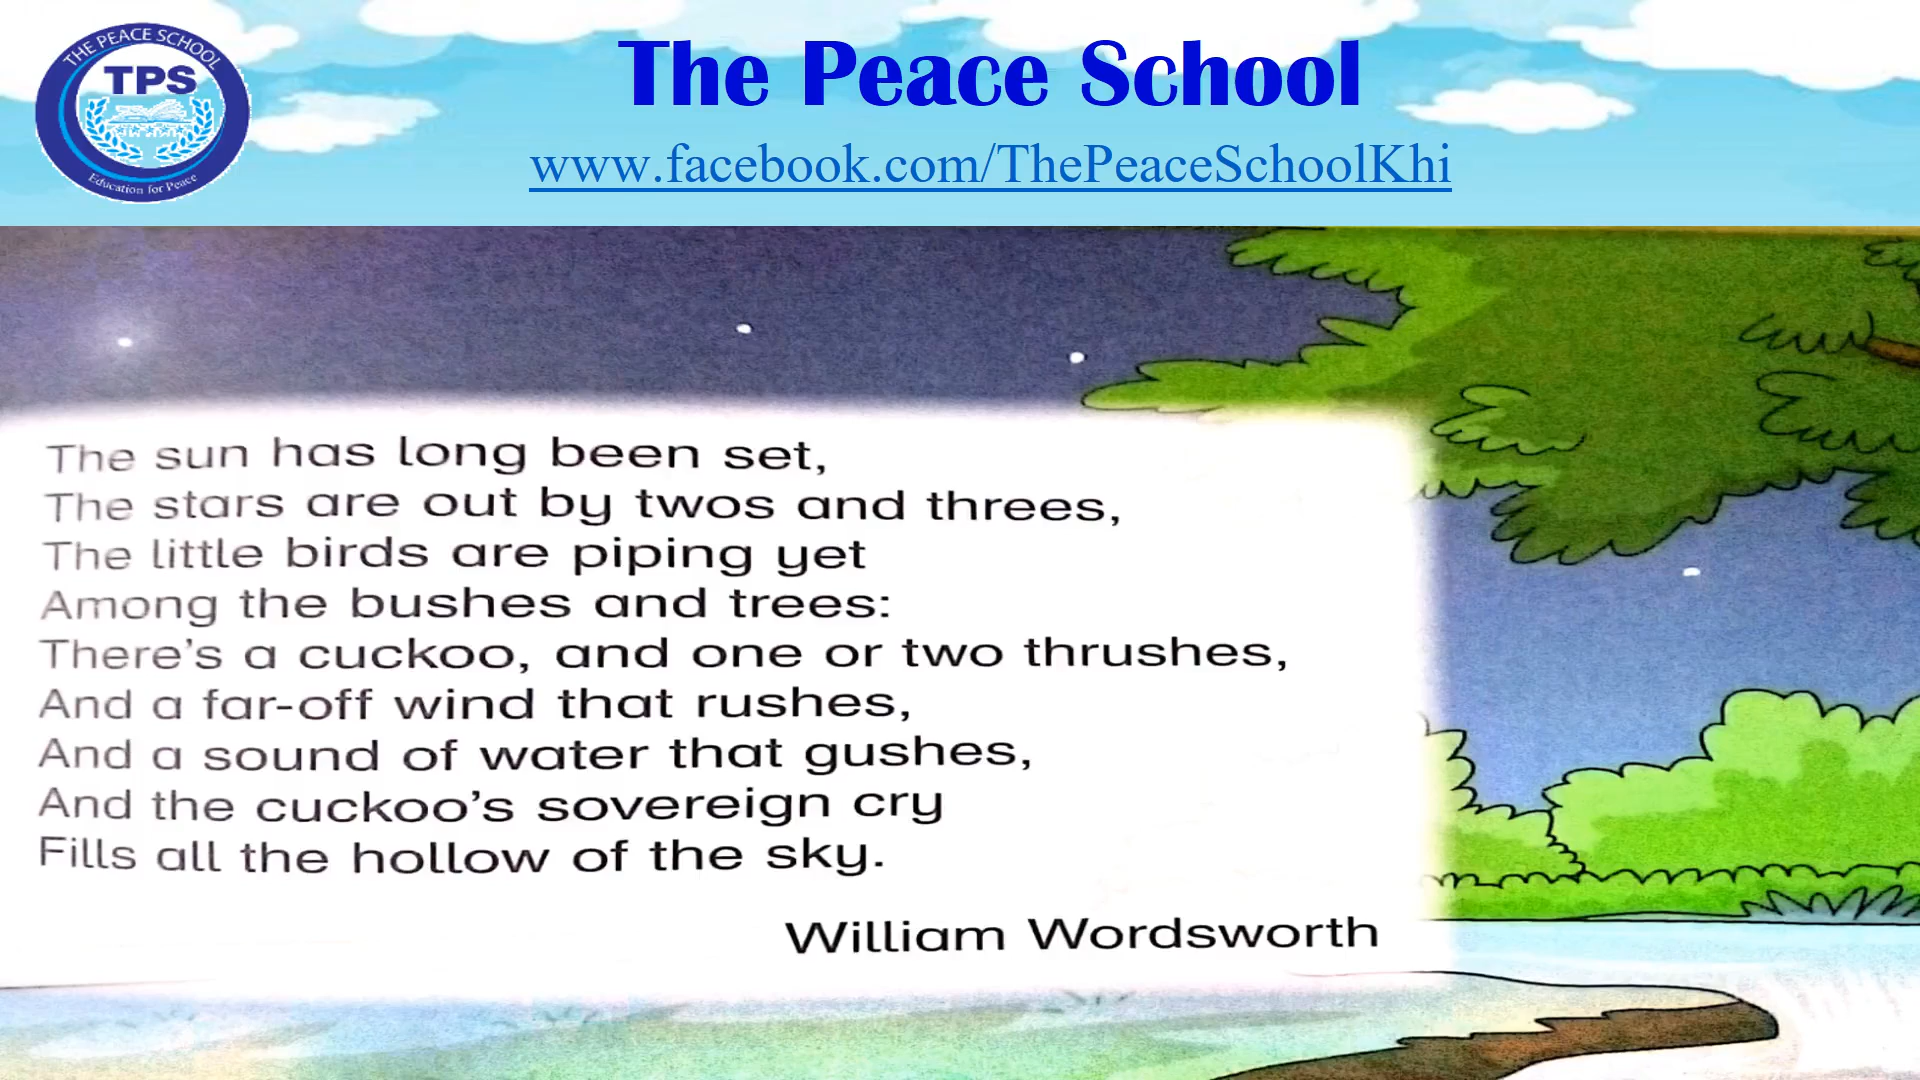 THE PEACE SCHOOL
TPS
Education for Peace
The Peace School
www.facebook.com/ThePeaceSchoolKhi
The sun has long been set,
The stars are out by twos and threes,
The little birds are piping yet
Among the bushes and trees:
There's a cuckoo, and one or two thrushes,
And a far-off wind that rushes,
And a sound of water that gushes,
And the cuckoo's sovereign cry
Fills all the hollow of the sky.
William Wordsworth